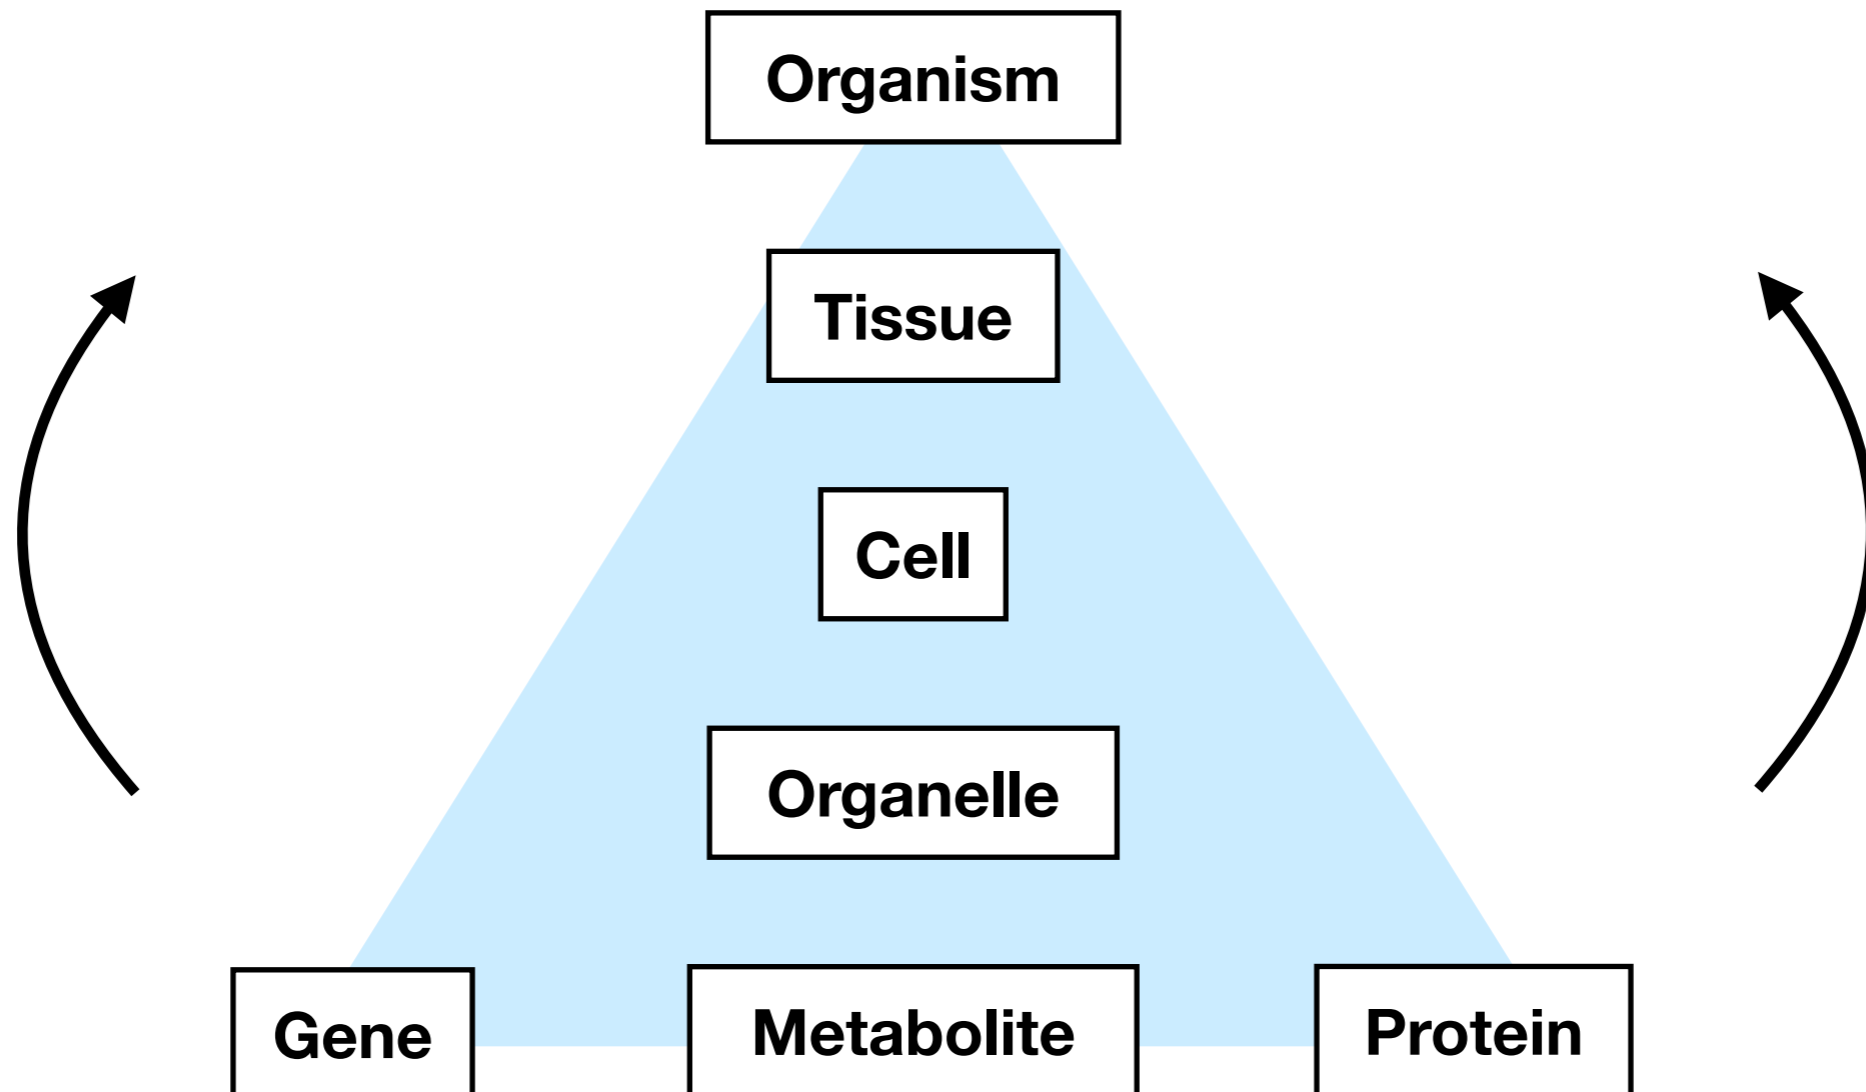 Organism
Tissue
Cell
Organelle
Gene Metabolite Protein